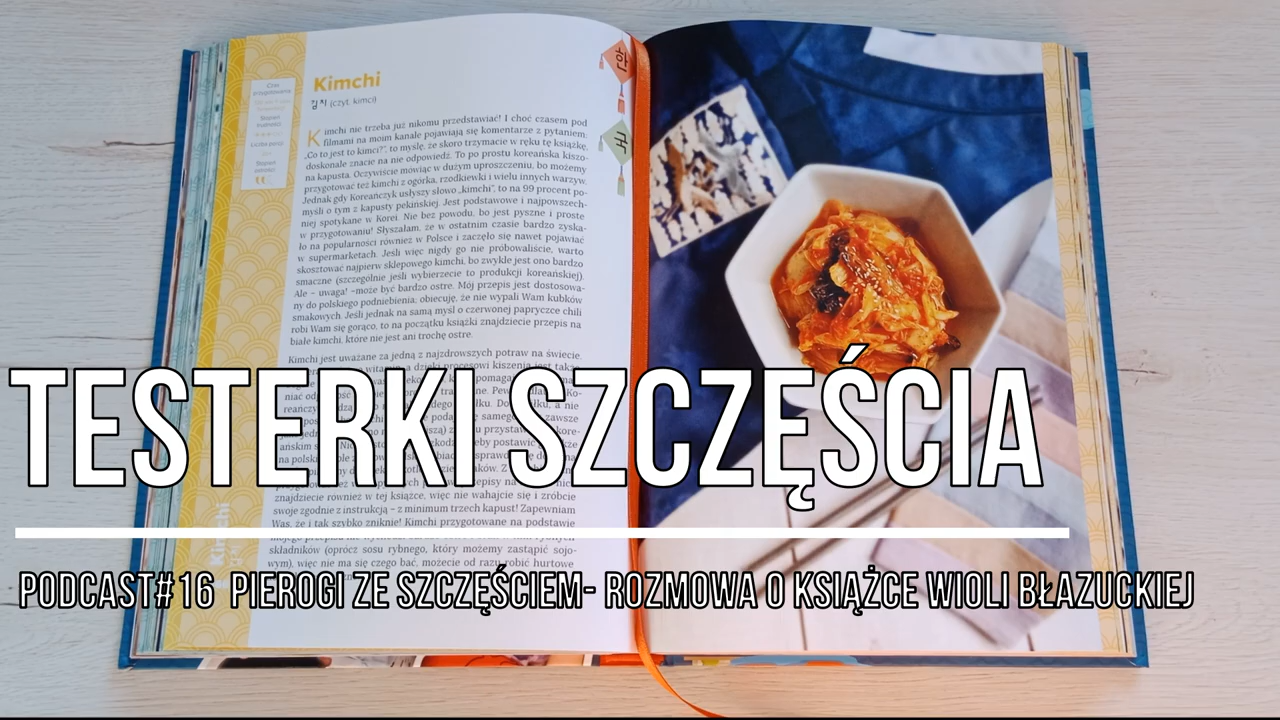 Kimchi
김치 (czyt. kimci)
Czas
przygotowania:
Stopień
trudności:
Liczba porcji:
Stopień
ostrości:
한
국
Kimchi nie trzeba już nikomu przedstawiać! I choć czasem pod
filmami na moim kanale pojawiają się komentarze z pytaniem:
„Co to jest to kimci?”, to myślę, że skoro trzymacie w ręku tę książkę,
doskonale znacie na nie odpowiedź. To po prostu koreańska kiszo-
na kapusta. Oczywiście mówiąc w dużym uproszczeniu, bo możemy
przygotować też kimchi z ogórka, rzodkiewki i wielu innych warzyw.
Jednak gdy Koreańczyk usłyszy słowo „kimchi”, to na 99 procent po-
myśli o tym z kapusty pekińskiej. Jest podstawowe i najpowszech-
niej spotykane w Korei. Nie bez powodu, bo jest pyszne i proste
w przygotowaniu! Słyszałam, że w ostatnim czasie bardzo zyska-
ło na popularności również w Polsce i zaczęło się nawet pojawiać
w supermarketach. Jeśli więc nigdy go nie próbowaliście, warto
skosztować najpierw sklepowego kimchi, bo zwykle jest ono bardzo
smaczne (szczególnie jeśli wybierzecie to produkcji koreańskiej).
Ale – uwaga! –może być bardzo ostre. Mój przepis jest dostosowa-
ny do polskiego podniebienia; obiecuję, że nie wypali Wam kubków
smakowych. Jeśli jednak na samą myśl o czerwonej papryczce chili
robi Wam się gorąco, to na początku książki znajdziecie przepis na
białe kimchi, które nie jest ani trochę ostre.
Kimchi jest uważane za jedną z najzdrowszych potraw na świecie.
TESTERKI SZCZĘŚCIA
znajdziecie również w tej książce, więc nie wahajcie się i zróbcie
swoje zgodnie z instrukcją – z minimum trzech kapust! Zapewniam
Was, że i tak szybko zniknie! Kimchi przygotowane na podstawie
składników (oprócz sosu rybnego, który możemy zastąpić sojo-
wym), więc nie ma się czego bać, możecie od razu robić hurtowe
Kimchi
PODCAST#16 PIEROGI ZE SZCZĘŚCIEM- ROZMOWA O KSIĄŻCE WIOLI BŁAZUCKIEJ